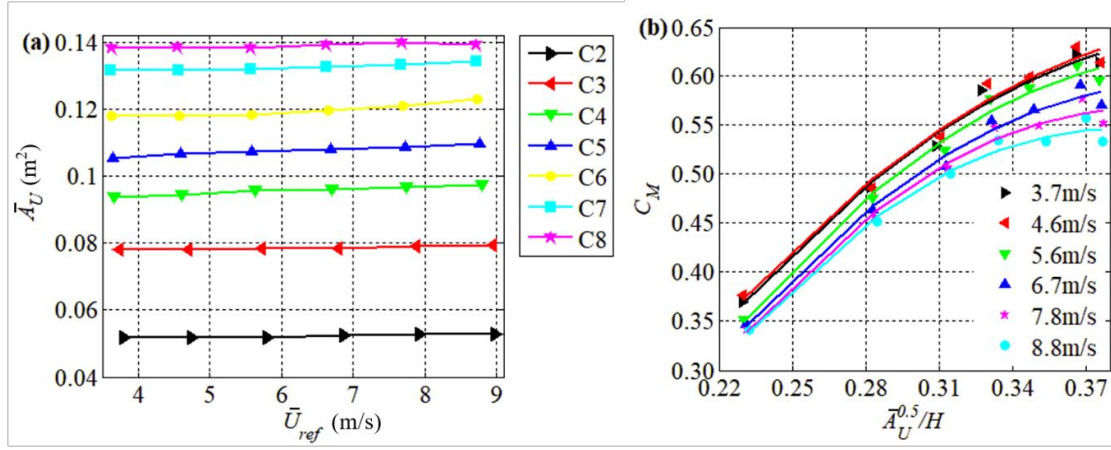 (a)
0.14
0.12
0.1
0.08
0.06
0.04
Ā_U (m²)
4 5 6 7 8 9
Ū_ref (m/s)
C2
C3
C4
C5
C6
C7
C8
(b)
0.65
0.60
0.55
0.50
0.45
0.40
0.35
0.30
C_M
0.22 0.25 0.28 0.31 0.34 0.37
Ā_U^0.5/H
3.7m/s
4.6m/s
5.6m/s
6.7m/s
7.8m/s
8.8m/s